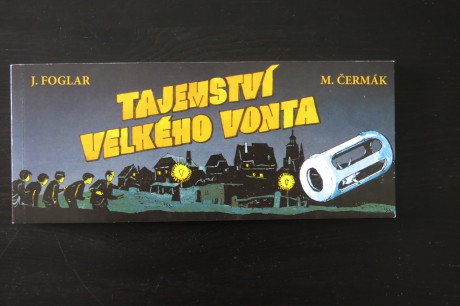 J. FOGLAR
M. ČERMÁK
TAJEMSTVÍ
VELKÉHO VONTA